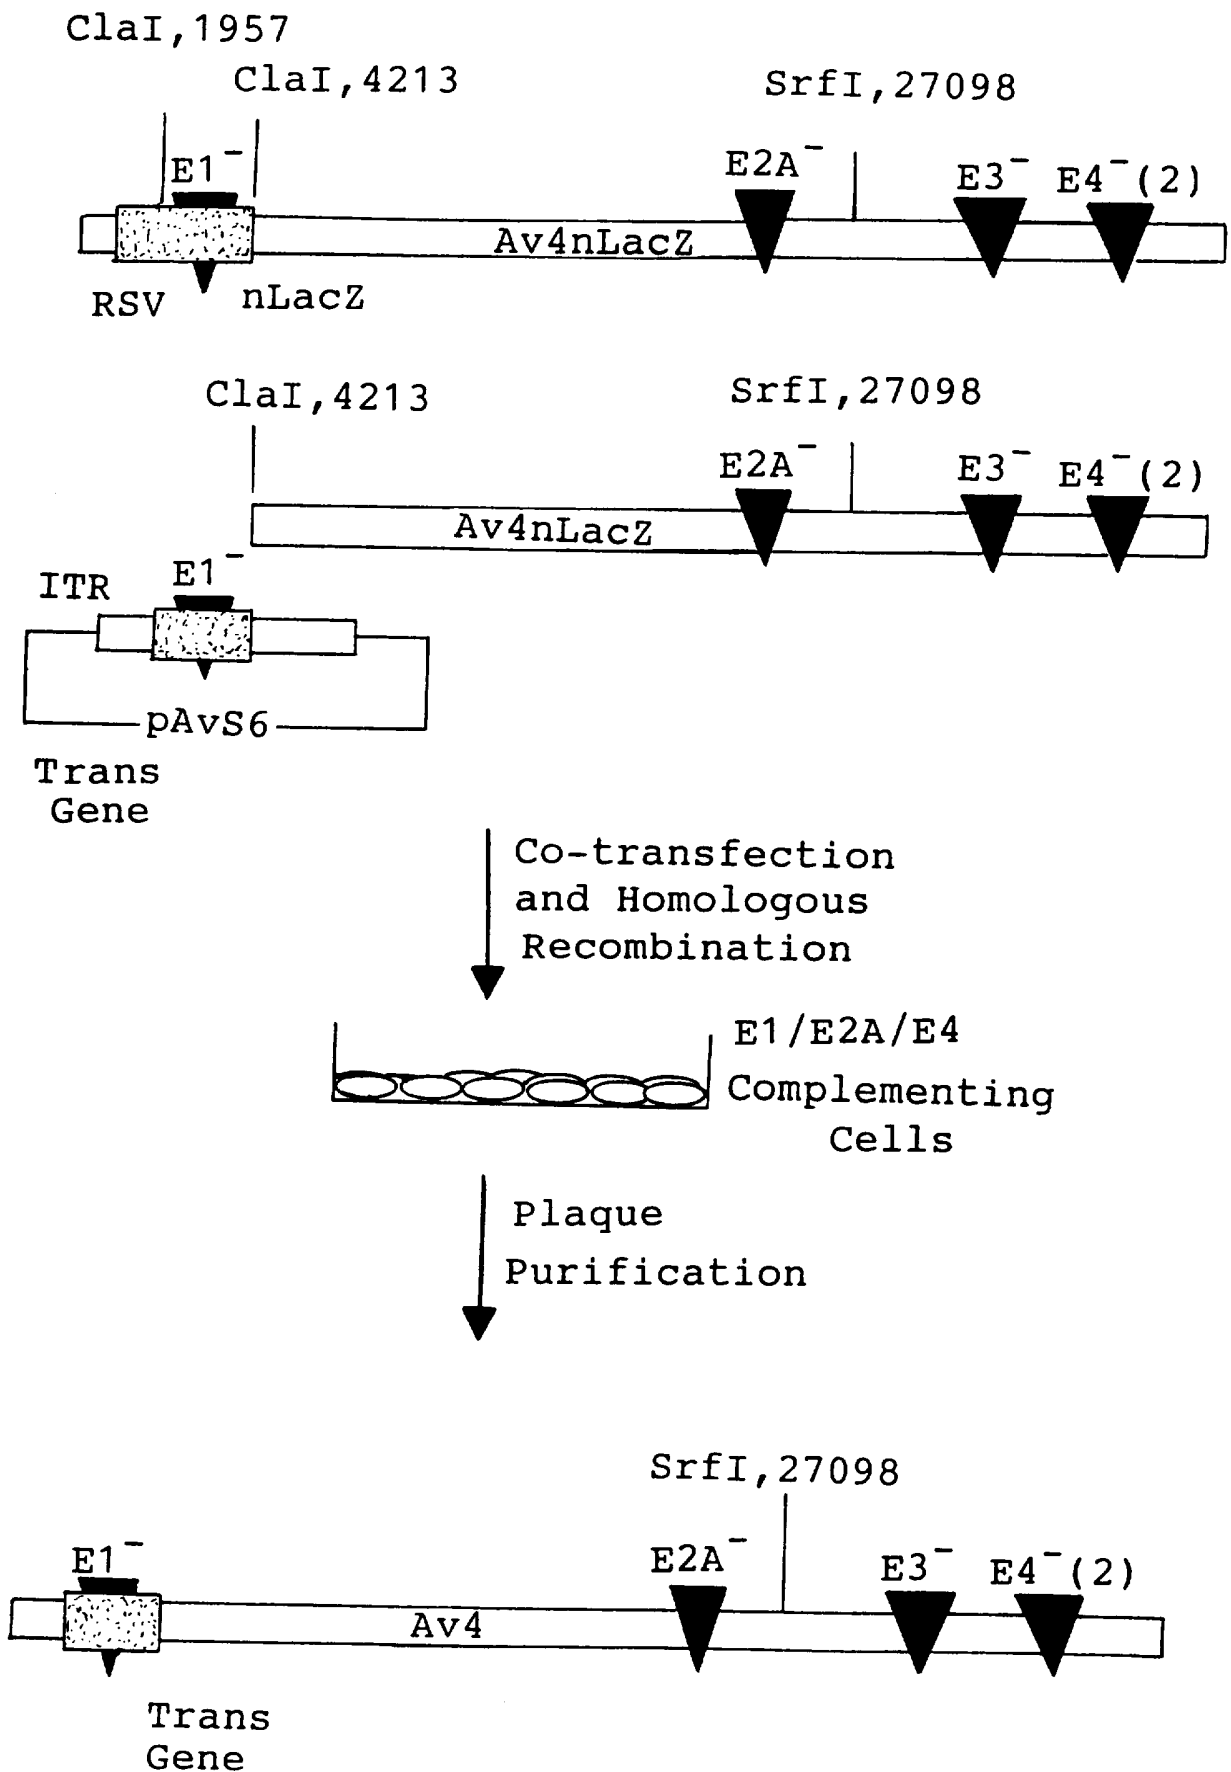 ClaI,1957
ClaI,4213
SrfI,27098
E1⁻
E2A⁻
E3⁻
E4⁻(2)
Av4nLacZ
RSV
nLacZ
ClaI,4213
SrfI,27098
E2A⁻
E3⁻
E4⁻(2)
Av4nLacZ
ITR
E1⁻
pAvS6
Trans
Gene
Co-transfection
and Homologous
Recombination
E1/E2A/E4
Complementing
Cells
Plaque
Purification
SrfI,27098
E1⁻
E2A⁻
E3⁻
E4⁻(2)
Av4
Trans
Gene